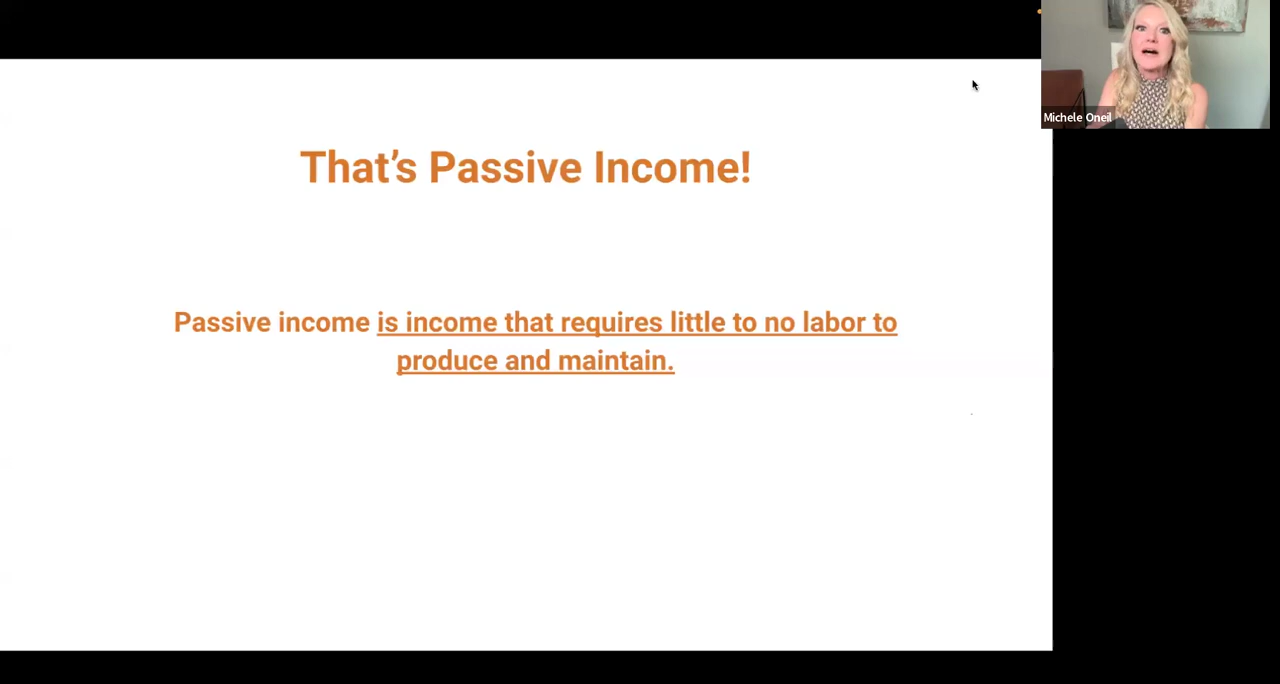 Michele Oneil
That's Passive Income!
Passive income is income that requires little to no labor to
produce and maintain.